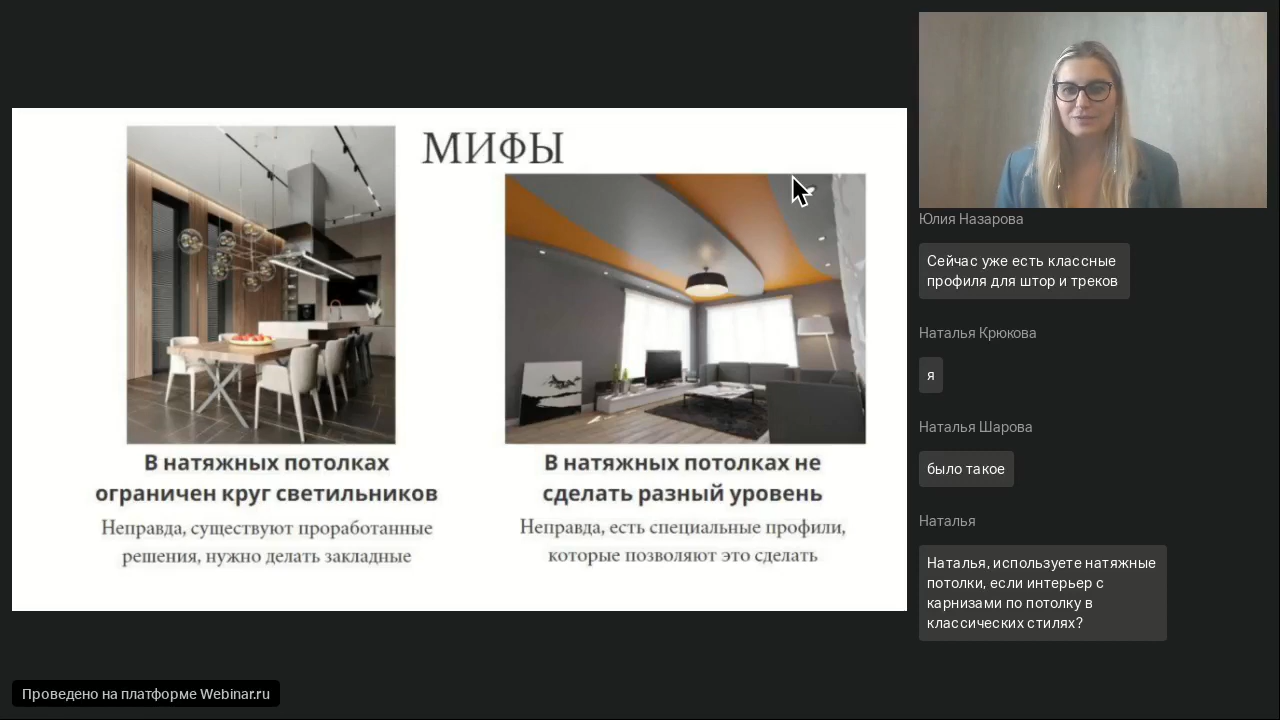 МИФЫ
В натяжных потолках
ограничен круг светильников
Неправда, существуют проработанные
решения, нужно делать закладные
В натяжных потолках не
сделать разный уровень
Неправда, есть специальные профили,
которые позволяют это сделать
Юлия Назарова
Сейчас уже есть классные
профиля для штор и треков
Наталья Крюкова
я
Наталья Шарова
было такое
Наталья
Наталья, используете натяжные
потолки, если интерьер с
карнизами по потолку в
классических стилях?
Проведено на платформе Webinar.ru